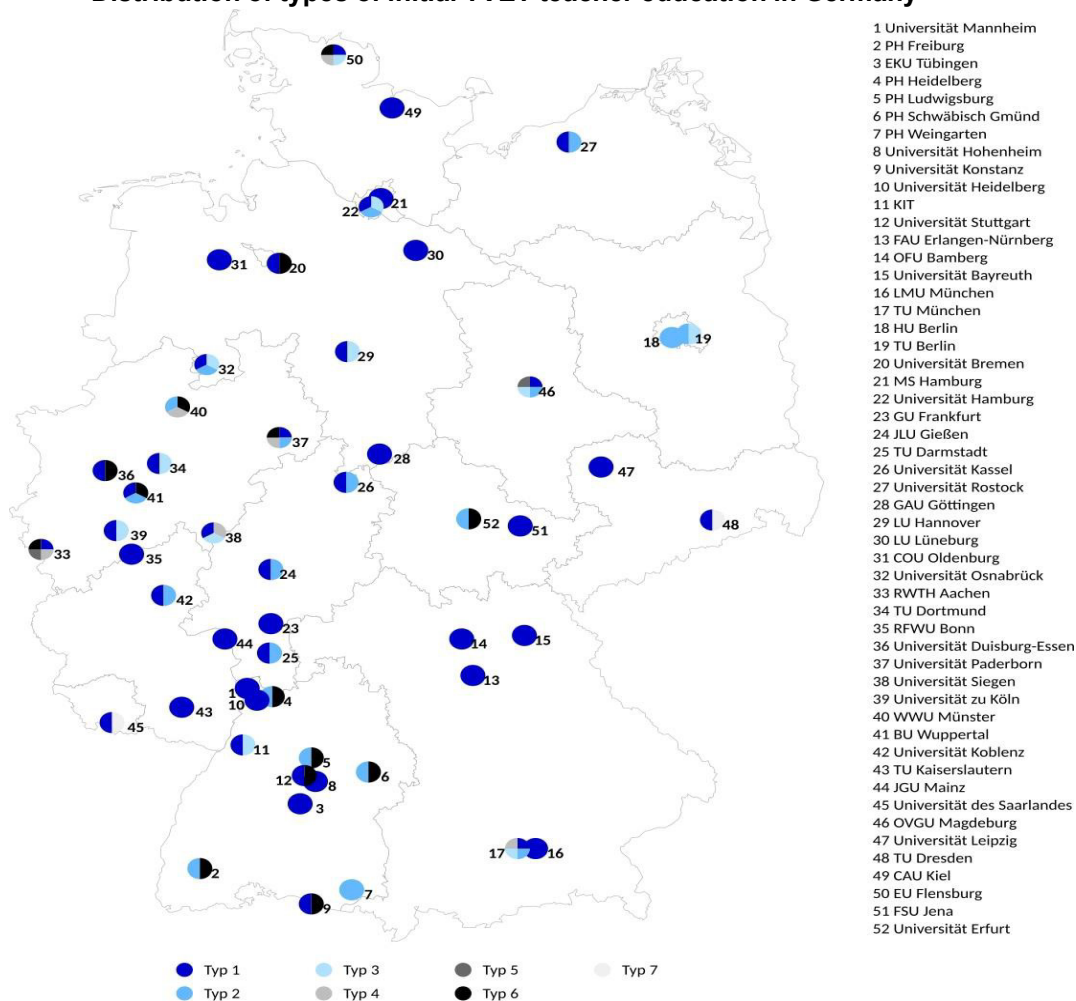 Distribution of types of initial TVET teacher education in Germany
1 Universität Mannheim
2 PH Freiburg
3 EKU Tübingen
4 PH Heidelberg
5 PH Ludwigsburg
6 PH Schwäbisch Gmünd
7 PH Weingarten
8 Universität Hohenheim
9 Universität Konstanz
10 Universität Heidelberg
11 KIT
12 Universität Stuttgart
13 FAU Erlangen-Nürnberg
14 OFU Bamberg
15 Universität Bayreuth
16 LMU München
17 TU München
18 HU Berlin
19 TU Berlin
20 Universität Bremen
21 MS Hamburg
22 Universität Hamburg
23 GU Frankfurt
24 JLU Gießen
25 TU Darmstadt
26 Universität Kassel
27 Universität Rostock
28 GAU Göttingen
29 LU Hannover
30 LU Lüneburg
31 COU Oldenburg
32 Universität Osnabrück
33 RWTH Aachen
34 TU Dortmund
35 RFWU Bonn
36 Universität Duisburg-Essen
37 Universität Paderborn
38 Universität Siegen
39 Universität zu Köln
40 WWU Münster
41 BU Wuppertal
42 Universität Koblenz
43 TU Kaiserslautern
44 JGU Mainz
45 Universität des Saarlandes
46 OVGU Magdeburg
47 Universität Leipzig
48 TU Dresden
49 CAU Kiel
50 EU Flensburg
51 FSU Jena
52 Universität Erfurt
50
49
27
21
22
30
31
20
18
19
29
32
46
40
37
28
34
36
47
26
41
52
51
48
39
38
33
35
24
42
23
44
14
15
25
13
1
10
4
43
45
11
5
12
8
6
3
17
16
2
7
9
Typ 1
Typ 3
Typ 5
Typ 7
Typ 2
Typ 4
Typ 6